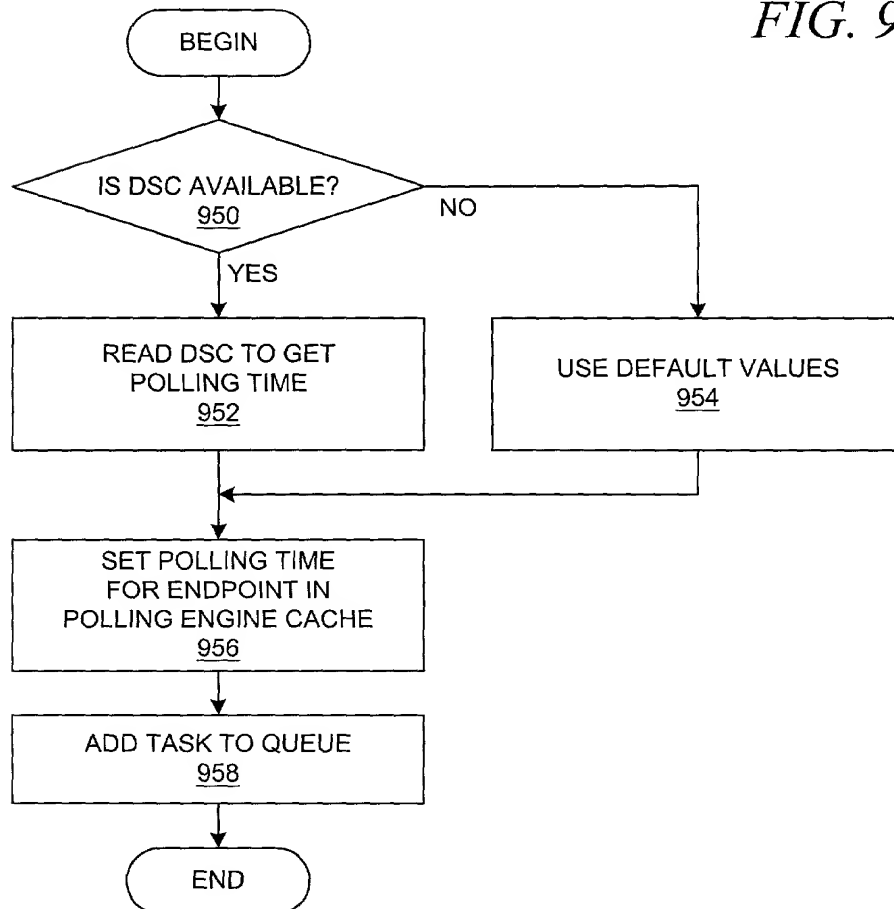 FIG. 9
BEGIN
IS DSC AVAILABLE?
950
NO
YES
READ DSC TO GET
POLLING TIME
952
USE DEFAULT VALUES
954
SET POLLING TIME
FOR ENDPOINT IN
POLLING ENGINE CACHE
956
ADD TASK TO QUEUE
958
END